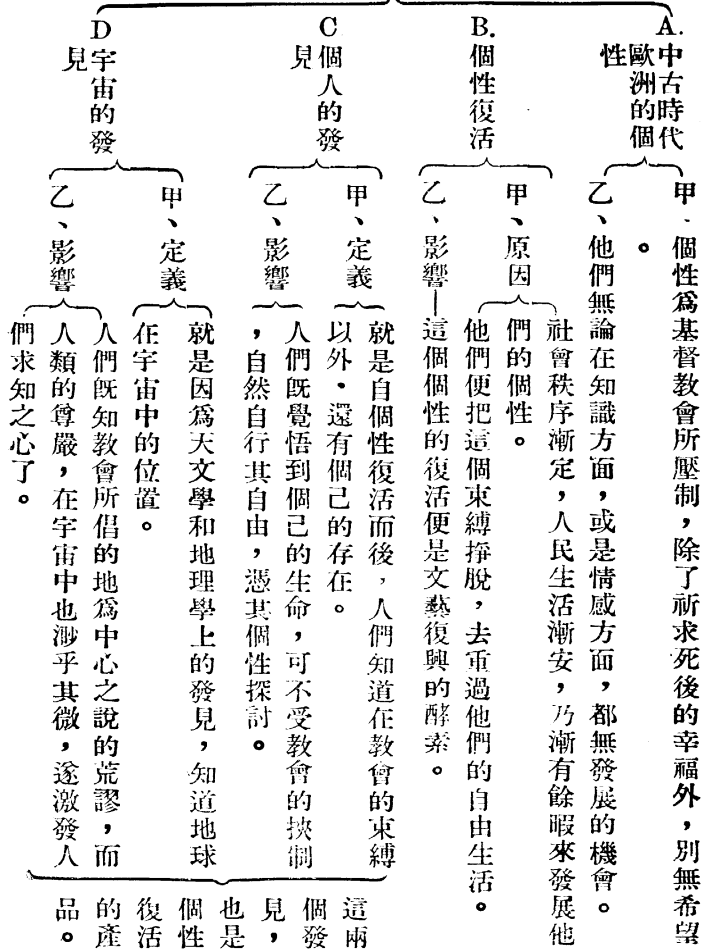 A.中古時代
歐洲的個
性
甲、個性爲基督教會所壓制，除了祈求死後的幸福外，別無希望
。
乙、他們無論在知識方面，或是情感方面，都無發展的機會。
B.個性復活
甲、原因
社會秩序漸定，人民生活漸安，乃漸有餘暇來發展他
們的個性。
他們便把這個束縛掙脫，去重過他們的自由生活。
乙、影響—這個個性的復活便是文藝復興的酵素。
C個人的發
見
甲、定義
就是自個性復活而後，人們知道在教會的束縛
以外，還有個己的存在。
乙、影響
人們旣覺悟到個己的生命，可不受教會的挾制
，自然自行其自由，憑其個性探討。
D宇宙的發
見
甲、定義
就是因爲天文學和地理學上的發見，知道地球
在宇宙中的位置。
乙、影響
人們旣知教會所倡的地爲中心之說的荒謬，而
人類的尊嚴，在宇宙中也渺乎其微，遂激發人
們求知之心了。
這兩
個發
見，
也是
個性
復活
的產
品。